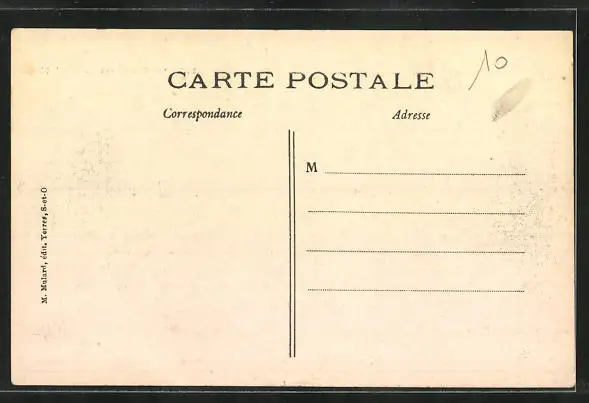 CARTE POSTALE
10
Correspondance
Adresse
M
M. Mulard, édit. Yerres, S-et-O